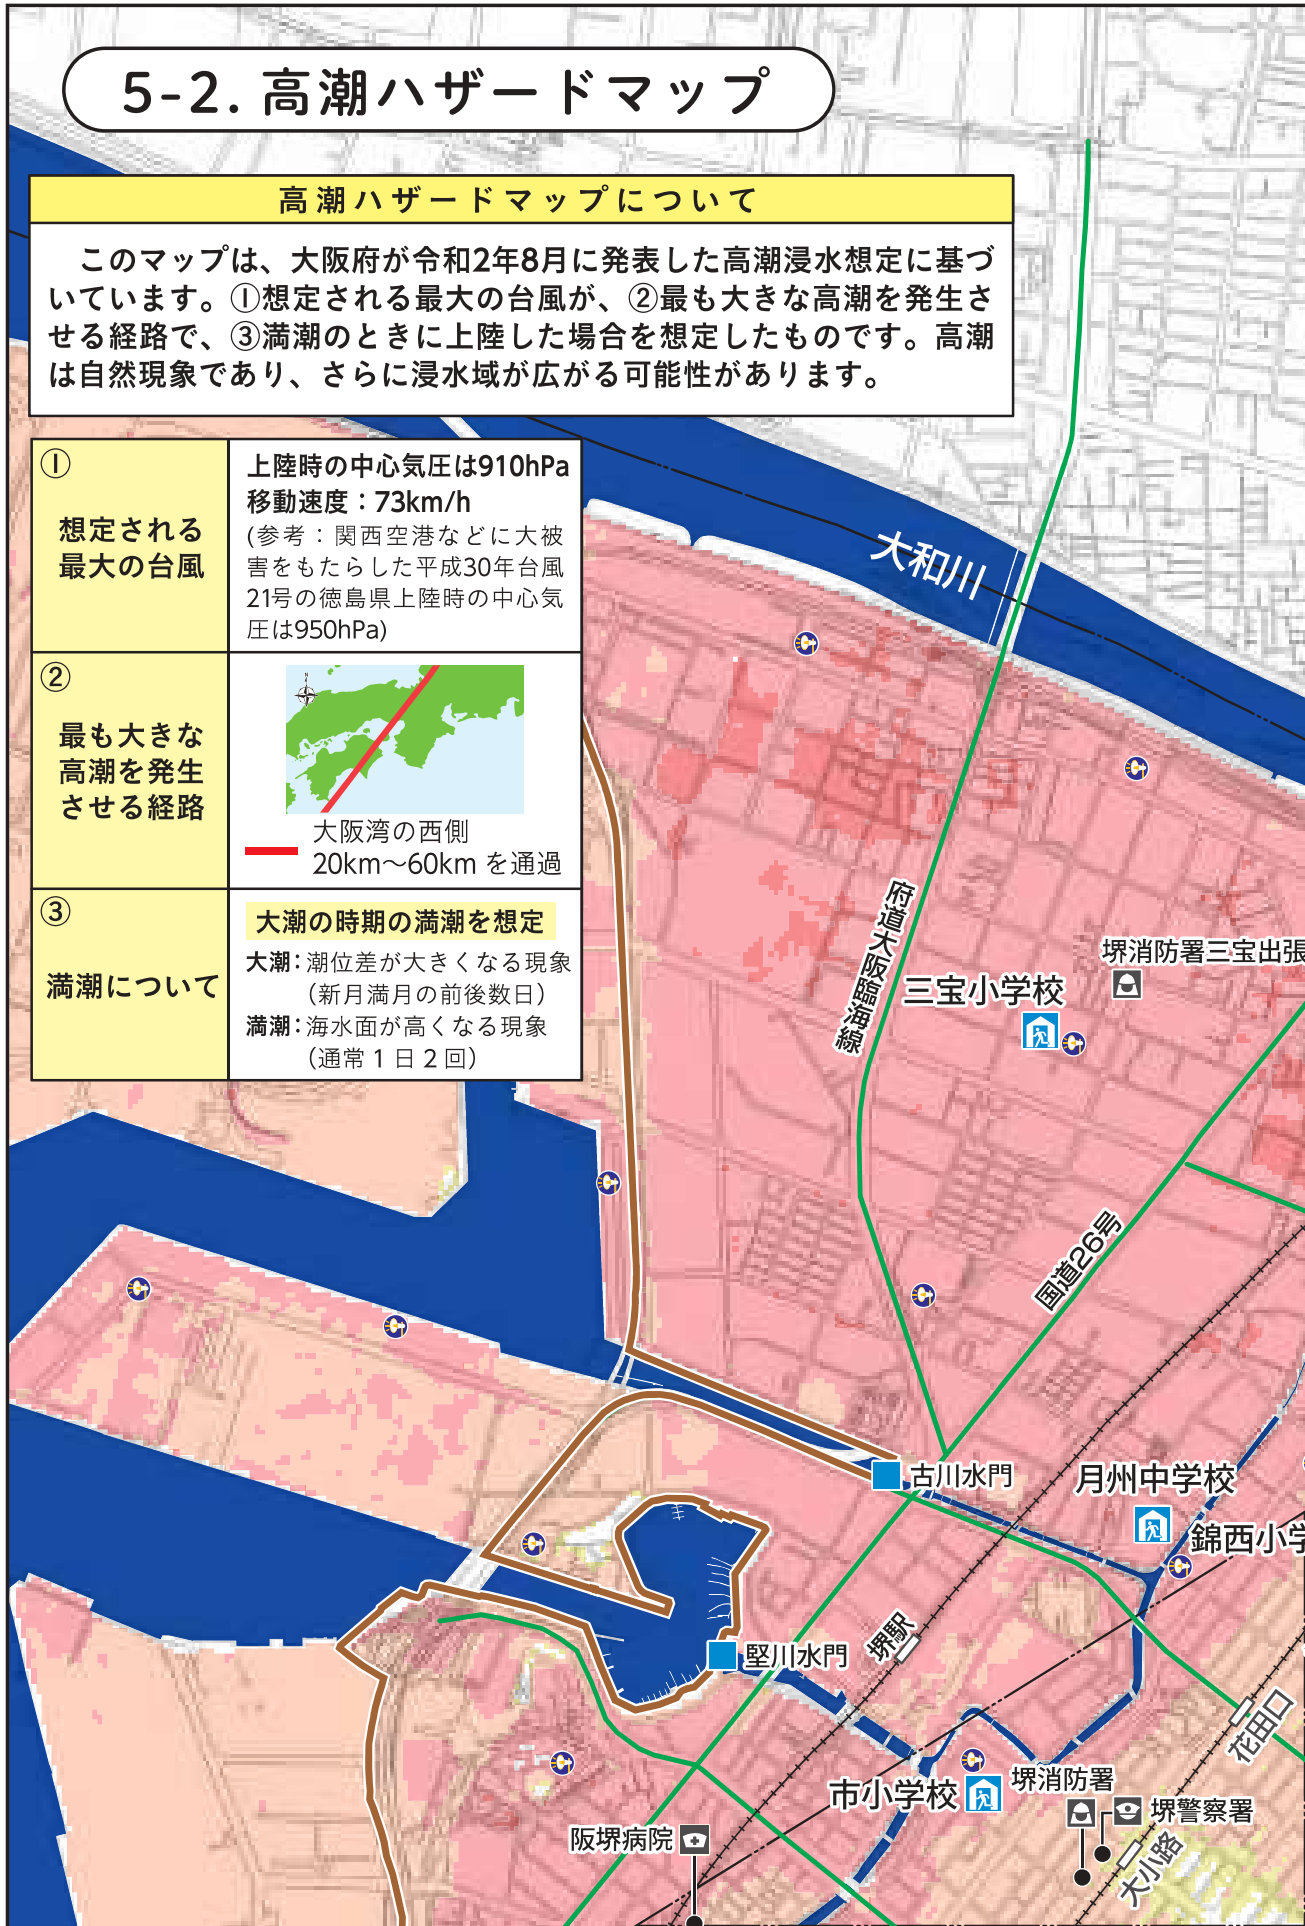 5-2. 高潮ハザードマップ
高潮ハザードマップについて
このマップは、大阪府が令和2年8月に発表した高潮浸水想定に基づ
いています。①想定される最大の台風が、②最も大きな高潮を発生さ
せる経路で、③満潮のときに上陸した場合を想定したものです。高潮
は自然現象であり、さらに浸水域が広がる可能性があります。
①
想定される
最大の台風
上陸時の中心気圧は910hPa
移動速度：73km/h
(参考：関西空港などに大被
害をもたらした平成30年台風
21号の徳島県上陸時の中心気
圧は950hPa)
②
最も大きな
高潮を発生
させる経路
N
大阪湾の西側
20km〜60km を通過
③
満潮について
大潮の時期の満潮を想定
大潮：潮位差が大きくなる現象
（新月満月の前後数日）
満潮：海水面が高くなる現象
（通常1日2回）
大和川
府道大阪臨海線
堺消防署三宝出張
三宝小学校
国道26号
古川水門
月州中学校
錦西小学
堺駅
堅川水門
花田口
市小学校
堺消防署
堺警察署
阪堺病院
大小路